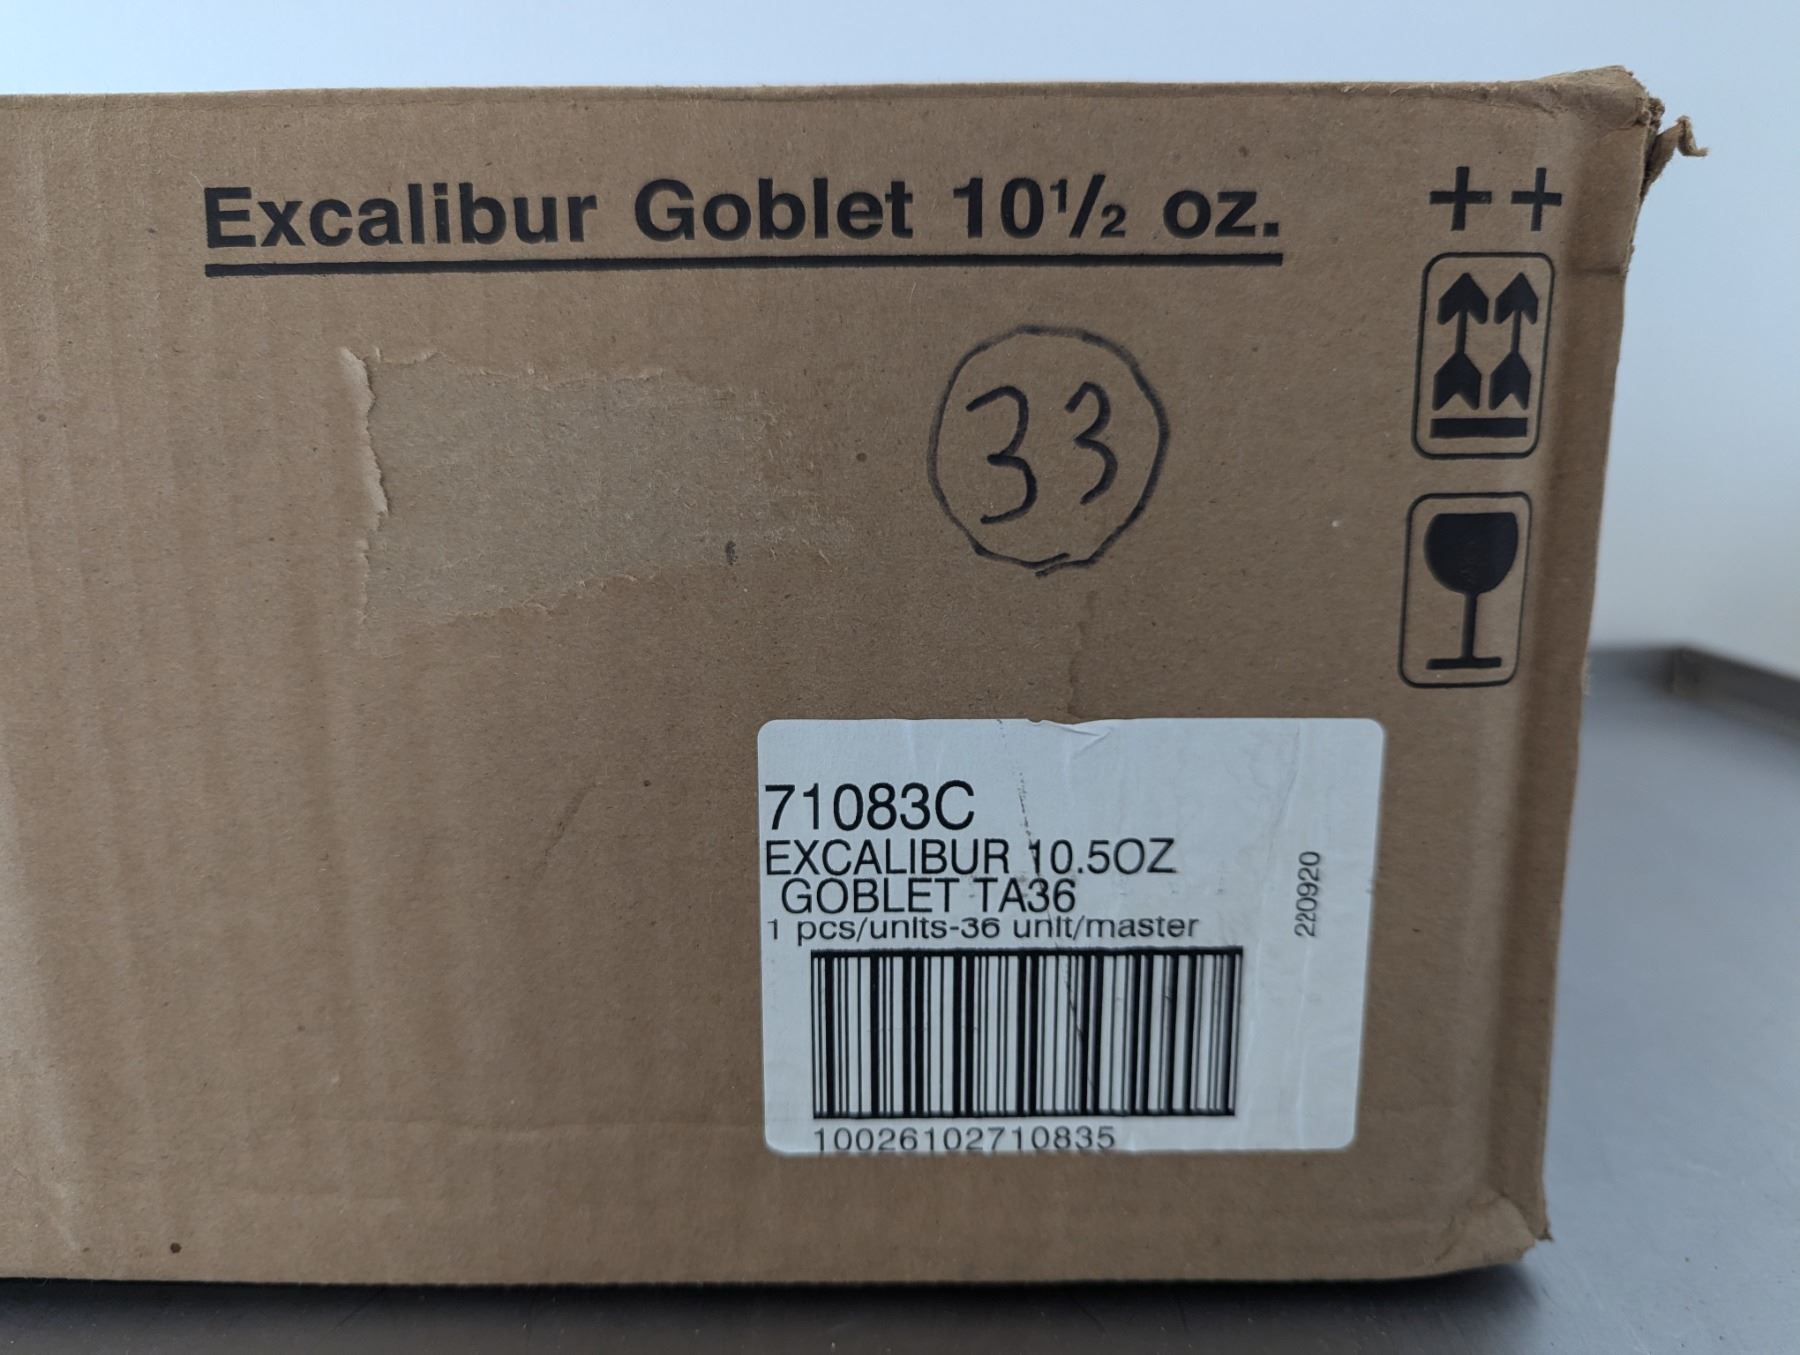 Excalibur Goblet 10½ oz.
++
33
71083C
EXCALIBUR 10.5OZ
GOBLET TA36
1 pcs/units-36 unit/master
220920
10026102710835